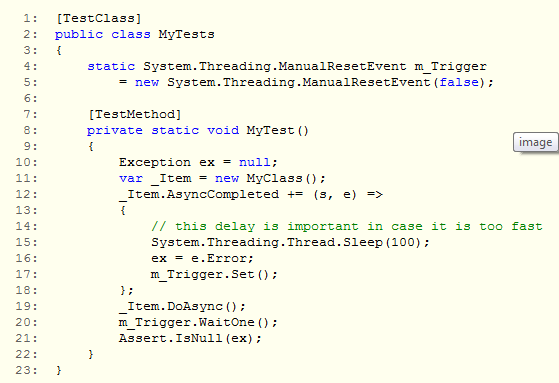 1: [TestClass]
2: public class MyTests
3: {
4:     static System.Threading.ManualResetEvent m_Trigger
5:         = new System.Threading.ManualResetEvent(false);
6:
7:     [TestMethod]
8:     private static void MyTest()
9:     {
10:         Exception ex = null;
11:         var _Item = new MyClass();
12:         _Item.AsyncCompleted += (s, e) =>
13:         {
14:             // this delay is important in case it is too fast
15:             System.Threading.Thread.Sleep(100);
16:             ex = e.Error;
17:             m_Trigger.Set();
18:         };
19:         _Item.DoAsync();
20:         m_Trigger.WaitOne();
21:         Assert.IsNull(ex);
22:     }
23: }
image